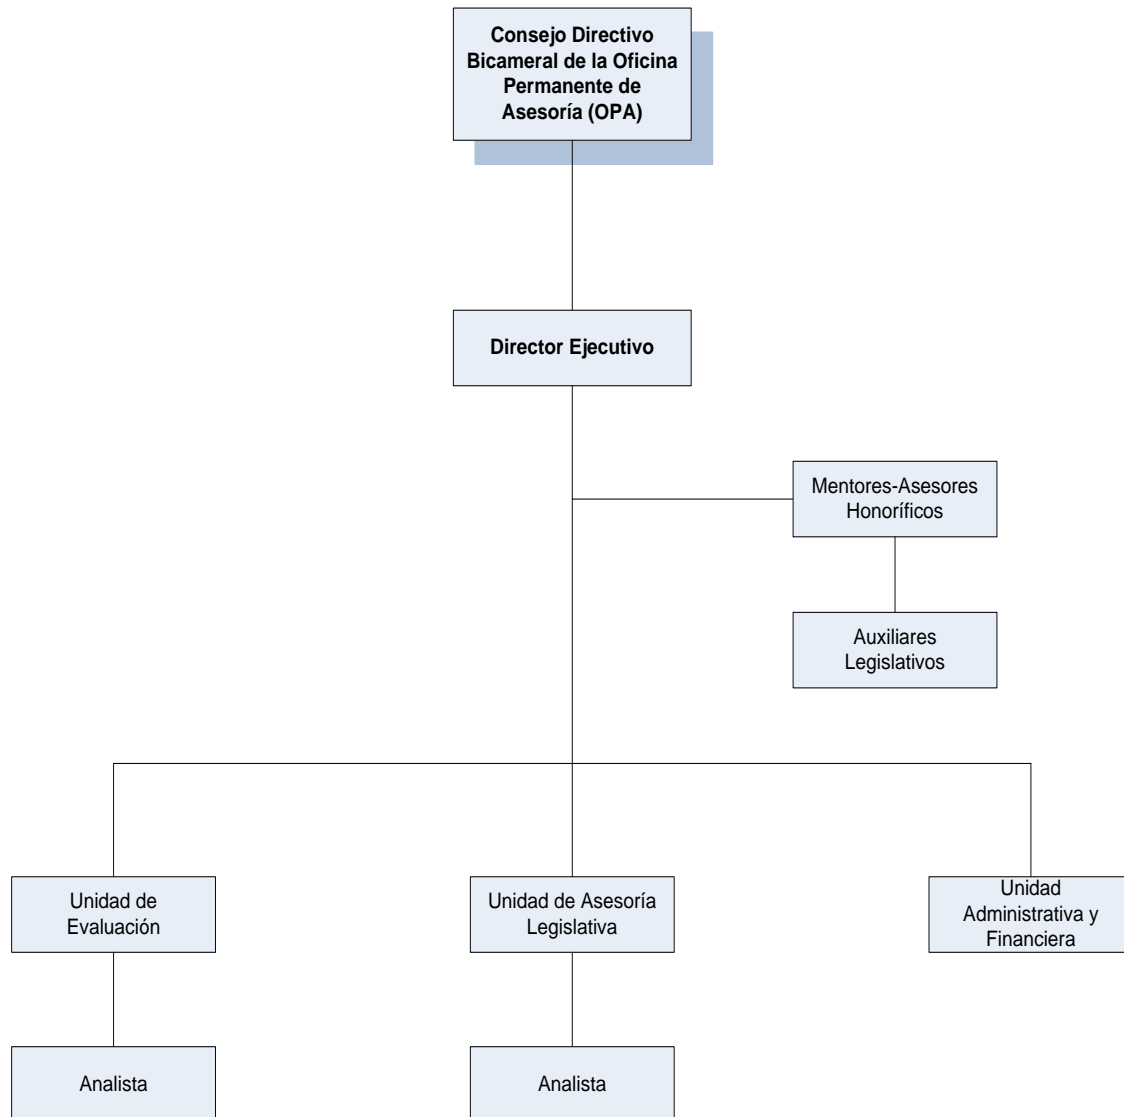 Consejo Directivo
Bicameral de la Oficina
Permanente de
Asesoría (OPA)
Director Ejecutivo
Mentores-Asesores
Honoríficos
Auxiliares
Legislativos
Unidad de
Evaluación
Unidad de Asesoría
Legislativa
Unidad
Administrativa y
Financiera
Analista
Analista